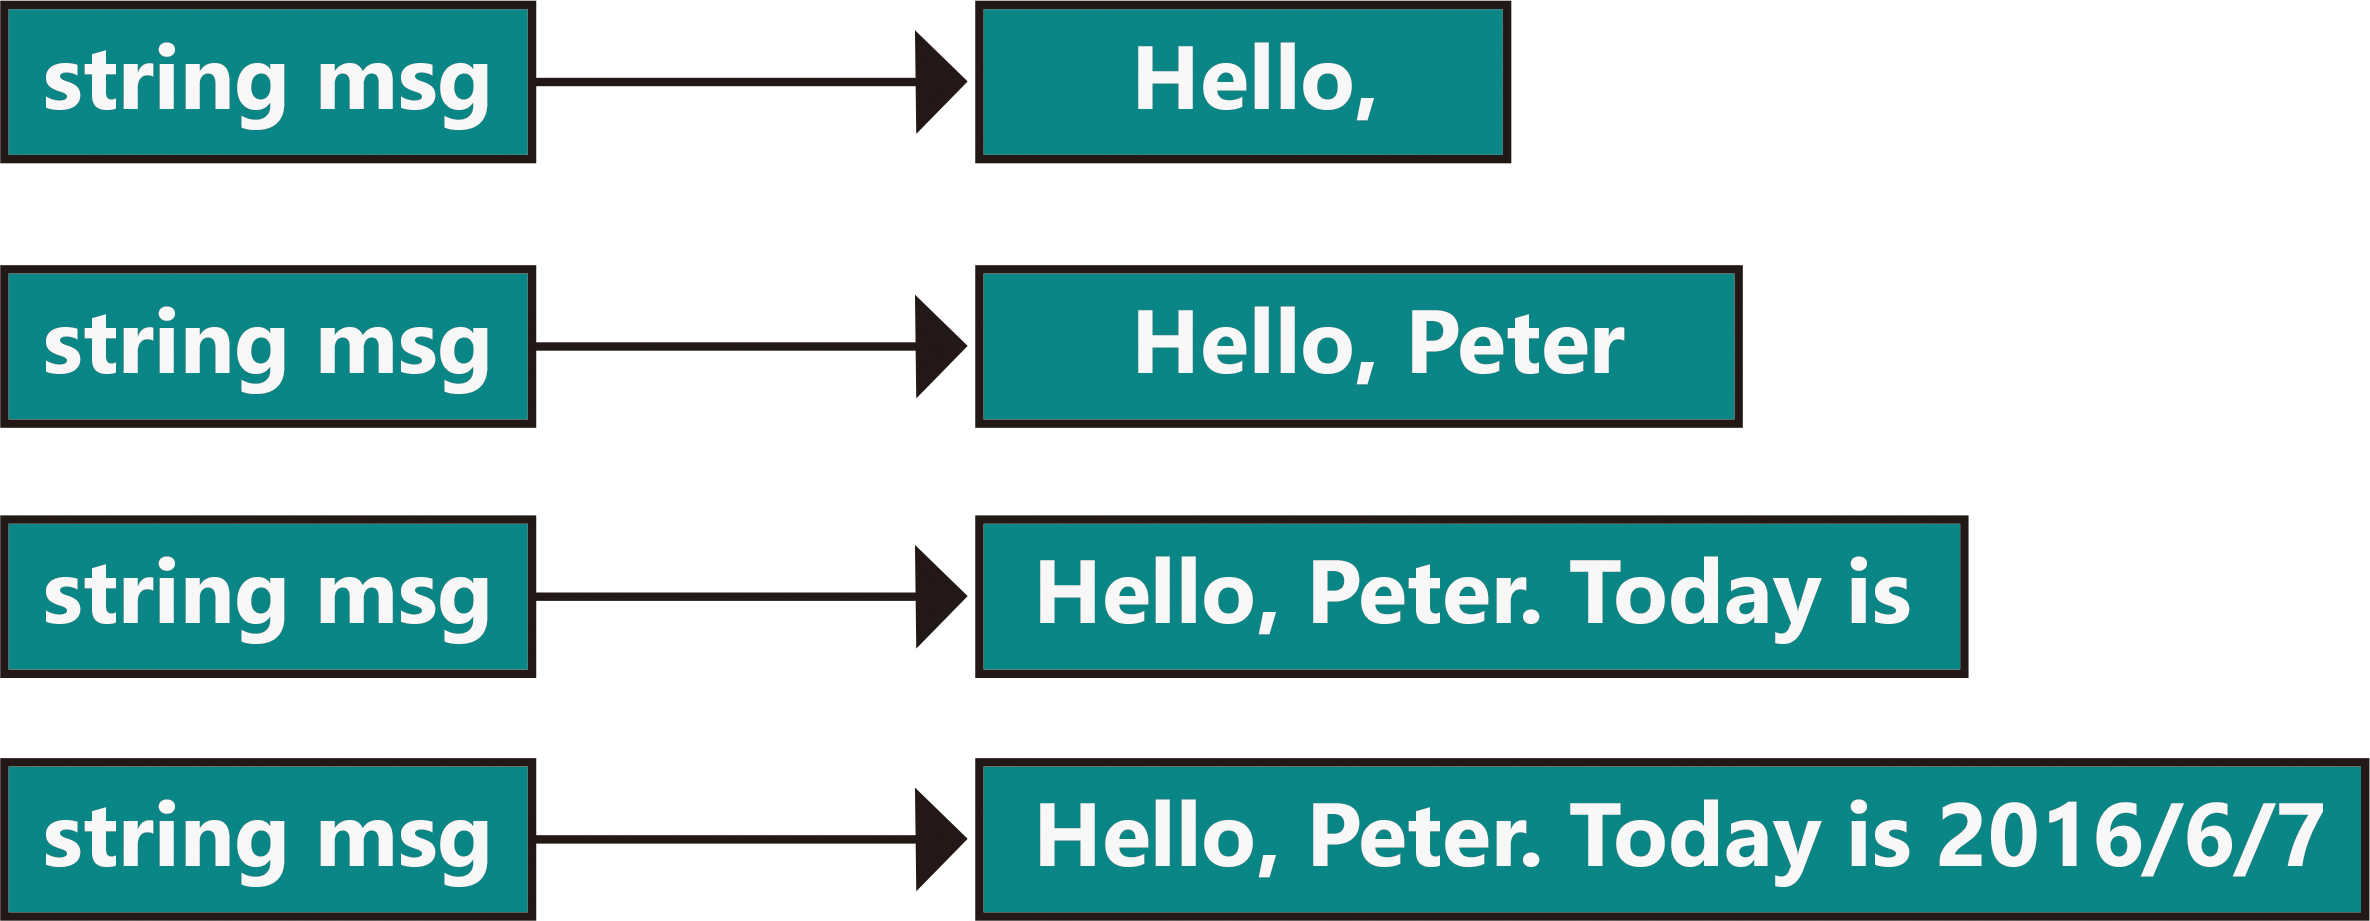 string msg
Hello,
string msg
Hello, Peter
string msg
Hello, Peter. Today is
string msg
Hello, Peter. Today is 2016/6/7